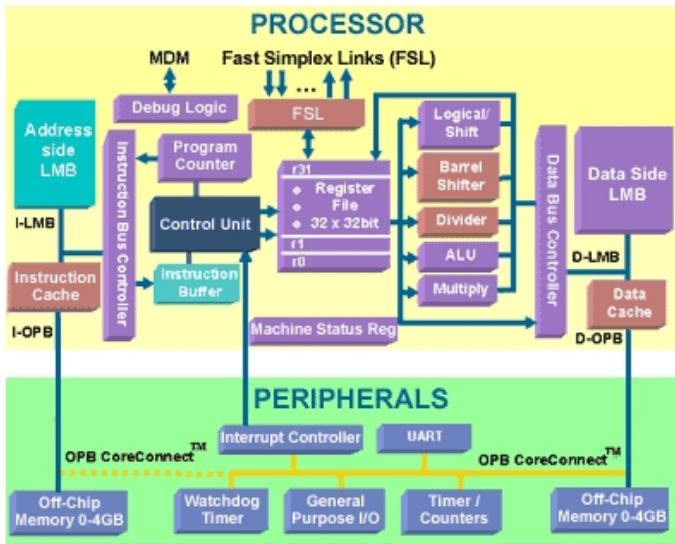 PROCESSOR
MDM
Fast Simplex Links (FSL)
...
Debug Logic
FSL
Address
side
LMB
Instruction Bus Controller
Program
Counter
r31
Register
File
32 x 32bit
r1
r0
Logical/
Shift
Barrel
Shifter
Divider
ALU
Multiply
Data Bus Controller
Data Side
LMB
I-LMB
Control Unit
D-LMB
Instruction
Cache
Instruction
Buffer
Data
Cache
I-OPB
Machine Status Reg
D-OPB
PERIPHERALS
OPB CoreConnect™
Interrupt Controller
UART
OPB CoreConnect™
Off-Chip
Memory 0-4GB
Watchdog
Timer
General
Purpose I/O
Timer /
Counters
Off-Chip
Memory 0-4GB